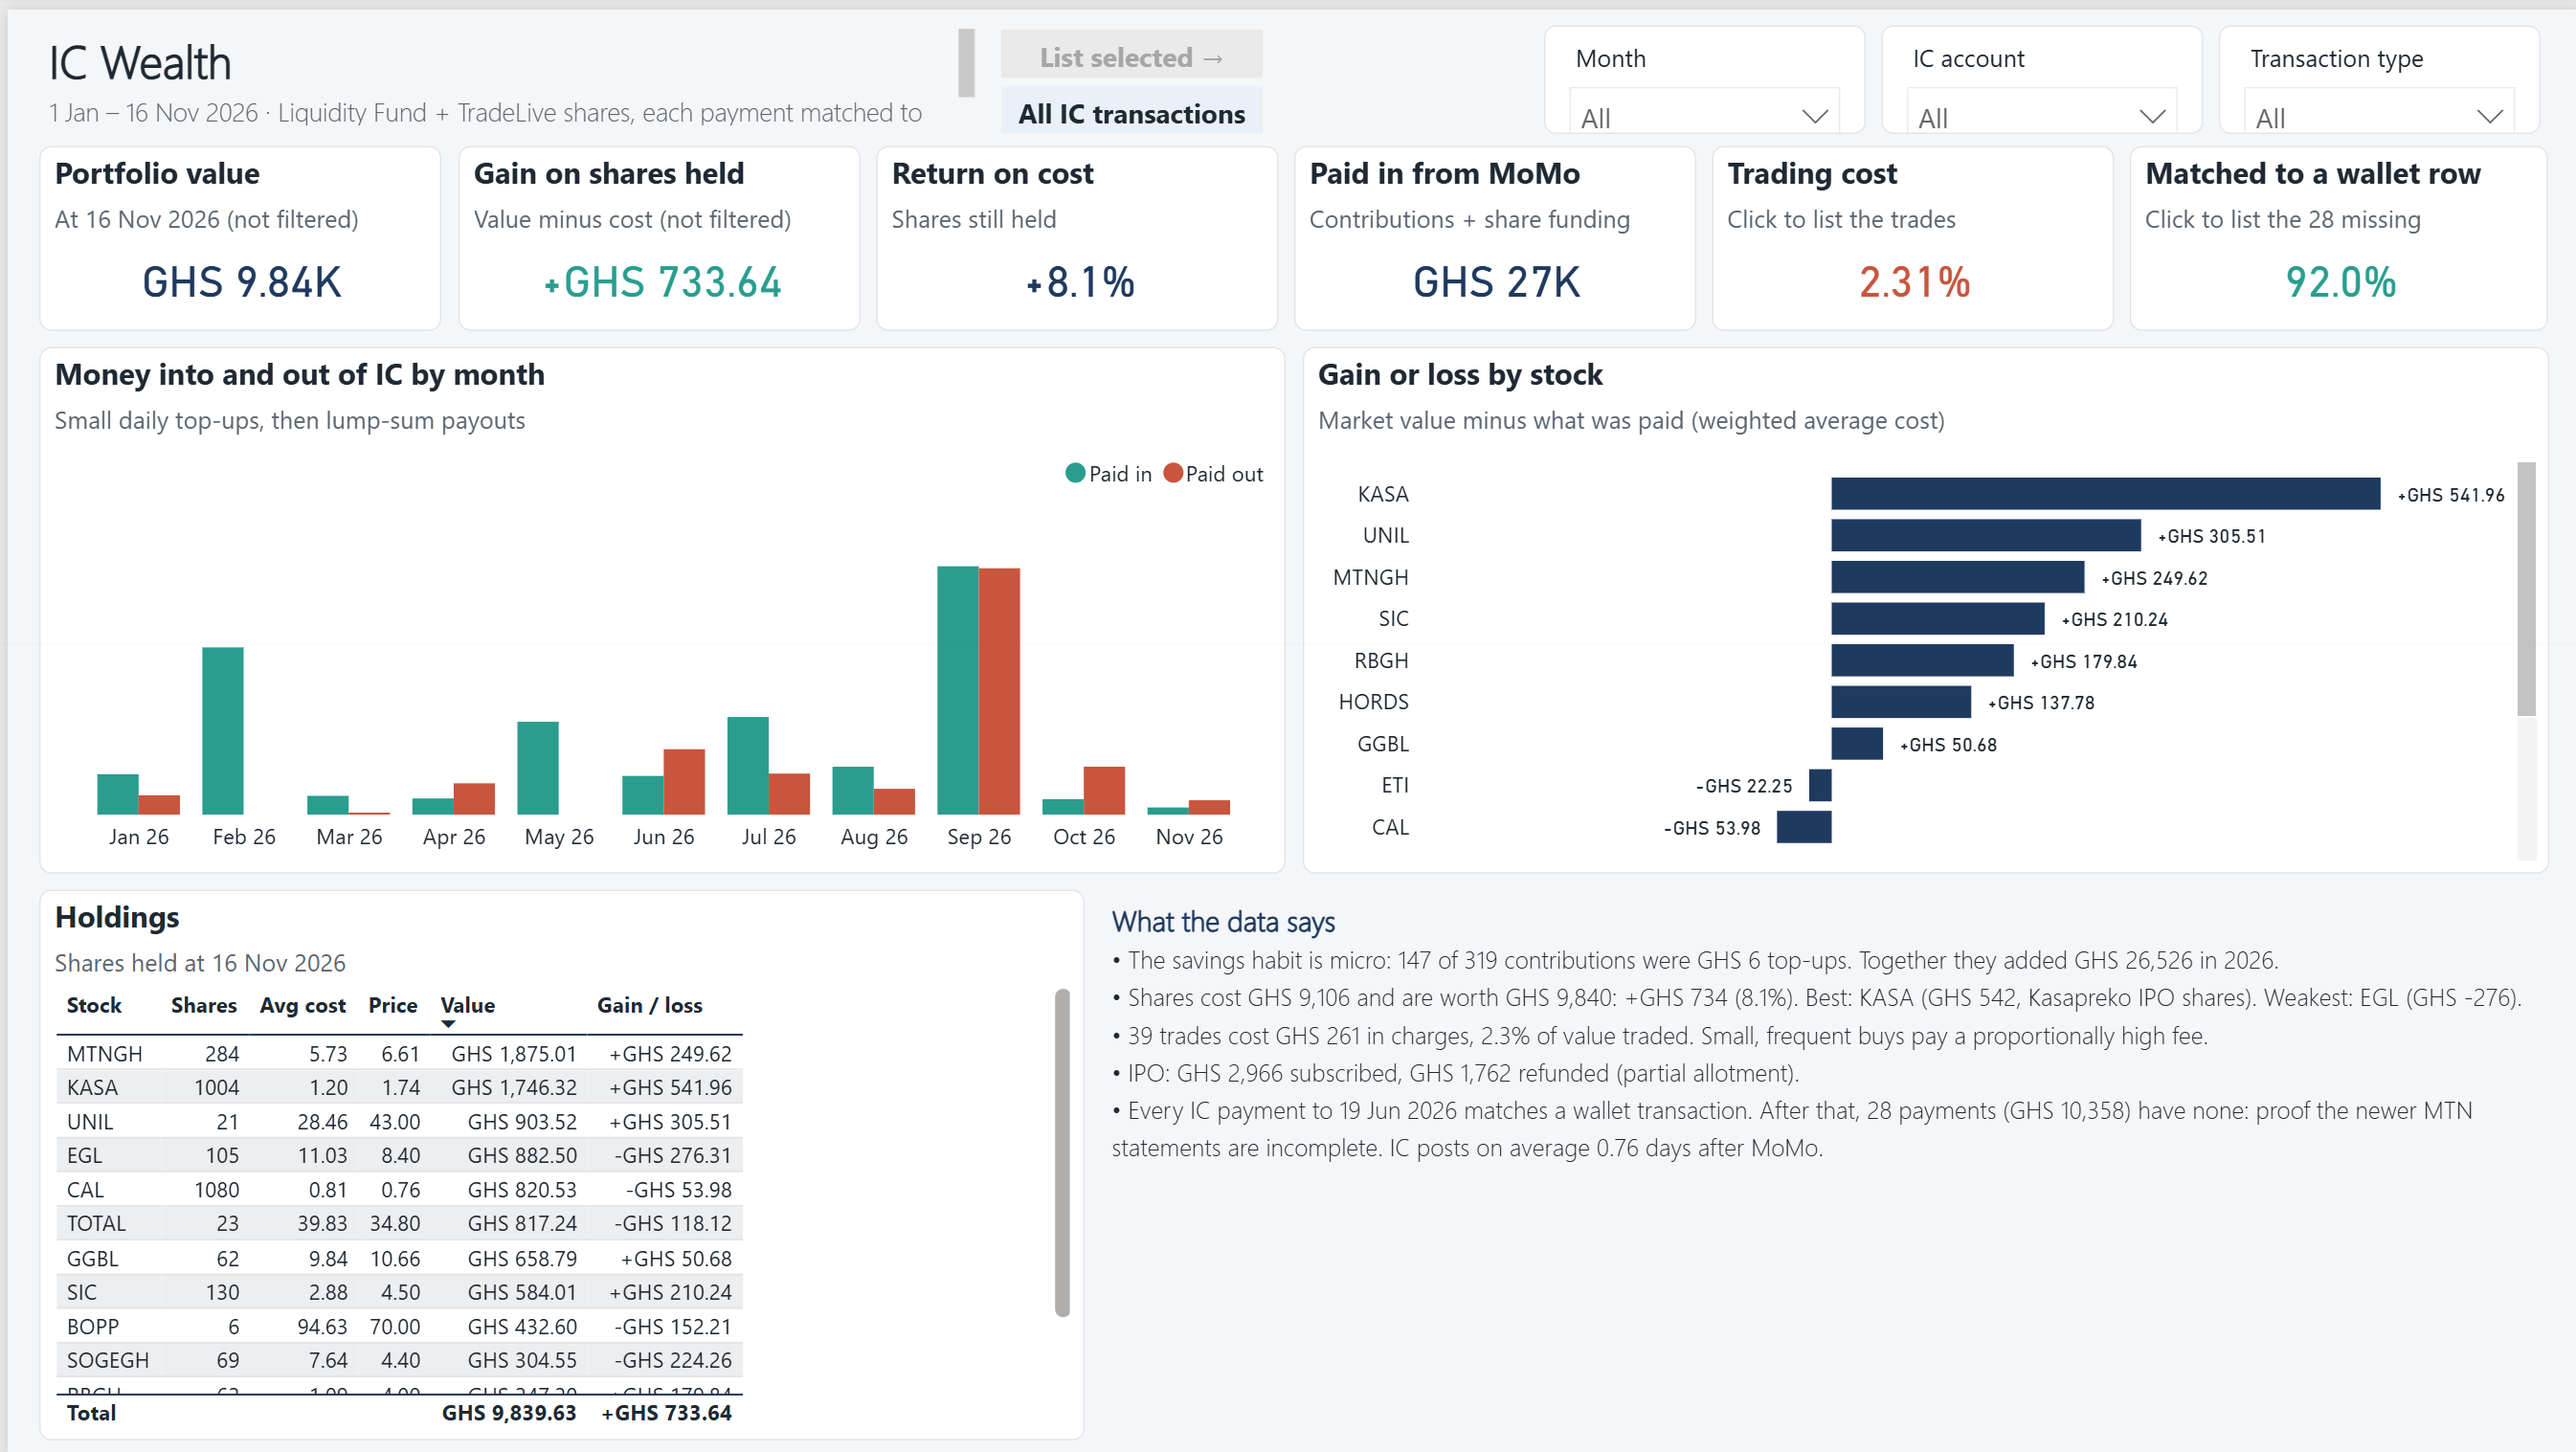 IC Wealth
1 Jan – 16 Nov 2026 · Liquidity Fund + TradeLive shares, each payment matched to
List selected →
All IC transactions
Month
All
IC account
All
Transaction type
All
Portfolio value
At 16 Nov 2026 (not filtered)
GHS 9.84K
Gain on shares held
Value minus cost (not filtered)
+GHS 733.64
Return on cost
Shares still held
+8.1%
Paid in from MoMo
Contributions + share funding
GHS 27K
Trading cost
Click to list the trades
2.31%
Matched to a wallet row
Click to list the 28 missing
92.0%
Money into and out of IC by month
Small daily top-ups, then lump-sum payouts
Paid in Paid out
Jan 26 Feb 26 Mar 26 Apr 26 May 26 Jun 26 Jul 26 Aug 26 Sep 26 Oct 26 Nov 26
Gain or loss by stock
Market value minus what was paid (weighted average cost)
KASA +GHS 541.96
UNIL +GHS 305.51
MTNGH +GHS 249.62
SIC +GHS 210.24
RBGH +GHS 179.84
HORDS +GHS 137.78
GGBL +GHS 50.68
ETI -GHS 22.25
CAL -GHS 53.98
Holdings
Shares held at 16 Nov 2026
Stock Shares Avg cost Price Value Gain / loss
MTNGH 284 5.73 6.61 GHS 1,875.01 +GHS 249.62
KASA 1004 1.20 1.74 GHS 1,746.32 +GHS 541.96
UNIL 21 28.46 43.00 GHS 903.52 +GHS 305.51
EGL 105 11.03 8.40 GHS 882.50 -GHS 276.31
CAL 1080 0.81 0.76 GHS 820.53 -GHS 53.98
TOTAL 23 39.83 34.80 GHS 817.24 -GHS 118.12
GGBL 62 9.84 10.66 GHS 658.79 +GHS 50.68
SIC 130 2.88 4.50 GHS 584.01 +GHS 210.24
BOPP 6 94.63 70.00 GHS 432.60 -GHS 152.21
SOGEGH 69 7.64 4.40 GHS 304.55 -GHS 224.26
Total GHS 9,839.63 +GHS 733.64
What the data says
• The savings habit is micro: 147 of 319 contributions were GHS 6 top-ups. Together they added GHS 26,526 in 2026.
• Shares cost GHS 9,106 and are worth GHS 9,840: +GHS 734 (8.1%). Best: KASA (GHS 542, Kasapreko IPO shares). Weakest: EGL (GHS -276).
• 39 trades cost GHS 261 in charges, 2.3% of value traded. Small, frequent buys pay a proportionally high fee.
• IPO: GHS 2,966 subscribed, GHS 1,762 refunded (partial allotment).
• Every IC payment to 19 Jun 2026 matches a wallet transaction. After that, 28 payments (GHS 10,358) have none: proof the newer MTN
statements are incomplete. IC posts on average 0.76 days after MoMo.